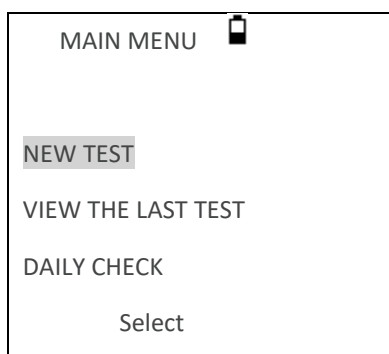 MAIN MENU
NEW TEST
VIEW THE LAST TEST
DAILY CHECK
Select